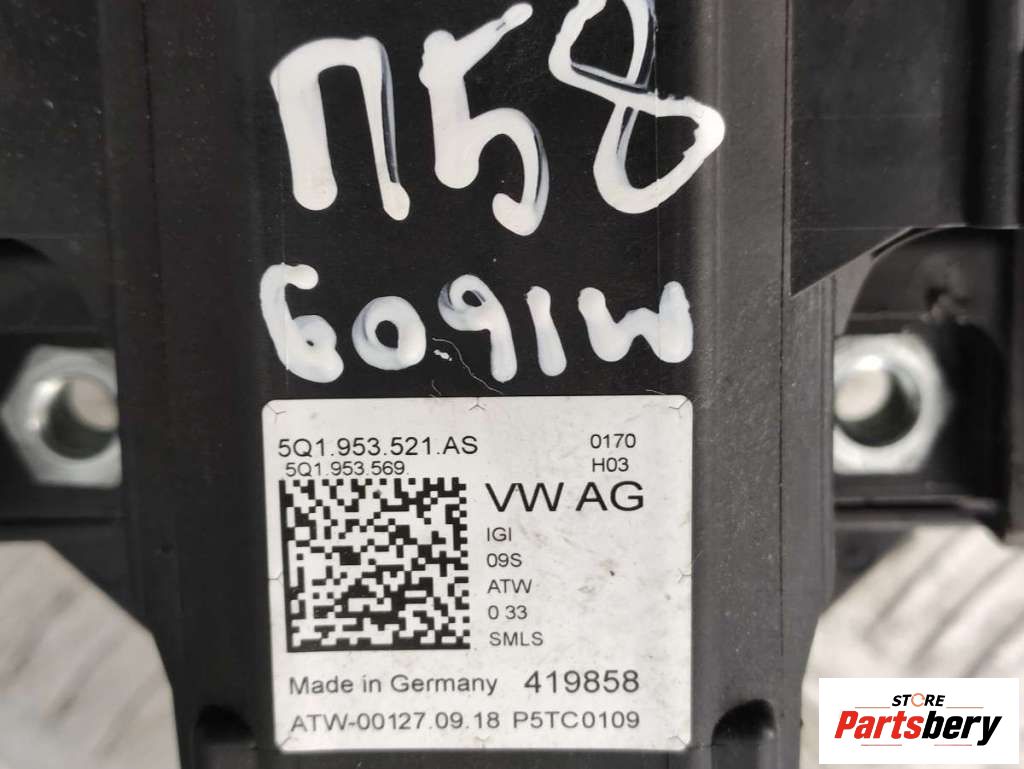 П58
6091W
5Q1.953.521.AS 0170
5Q1.953.569. H03
VW AG
IGI
09S
ATW
0 33
SMLS
Made in Germany 419858
ATW-00127.09.18 P5TC0109
STORE
Partsbery